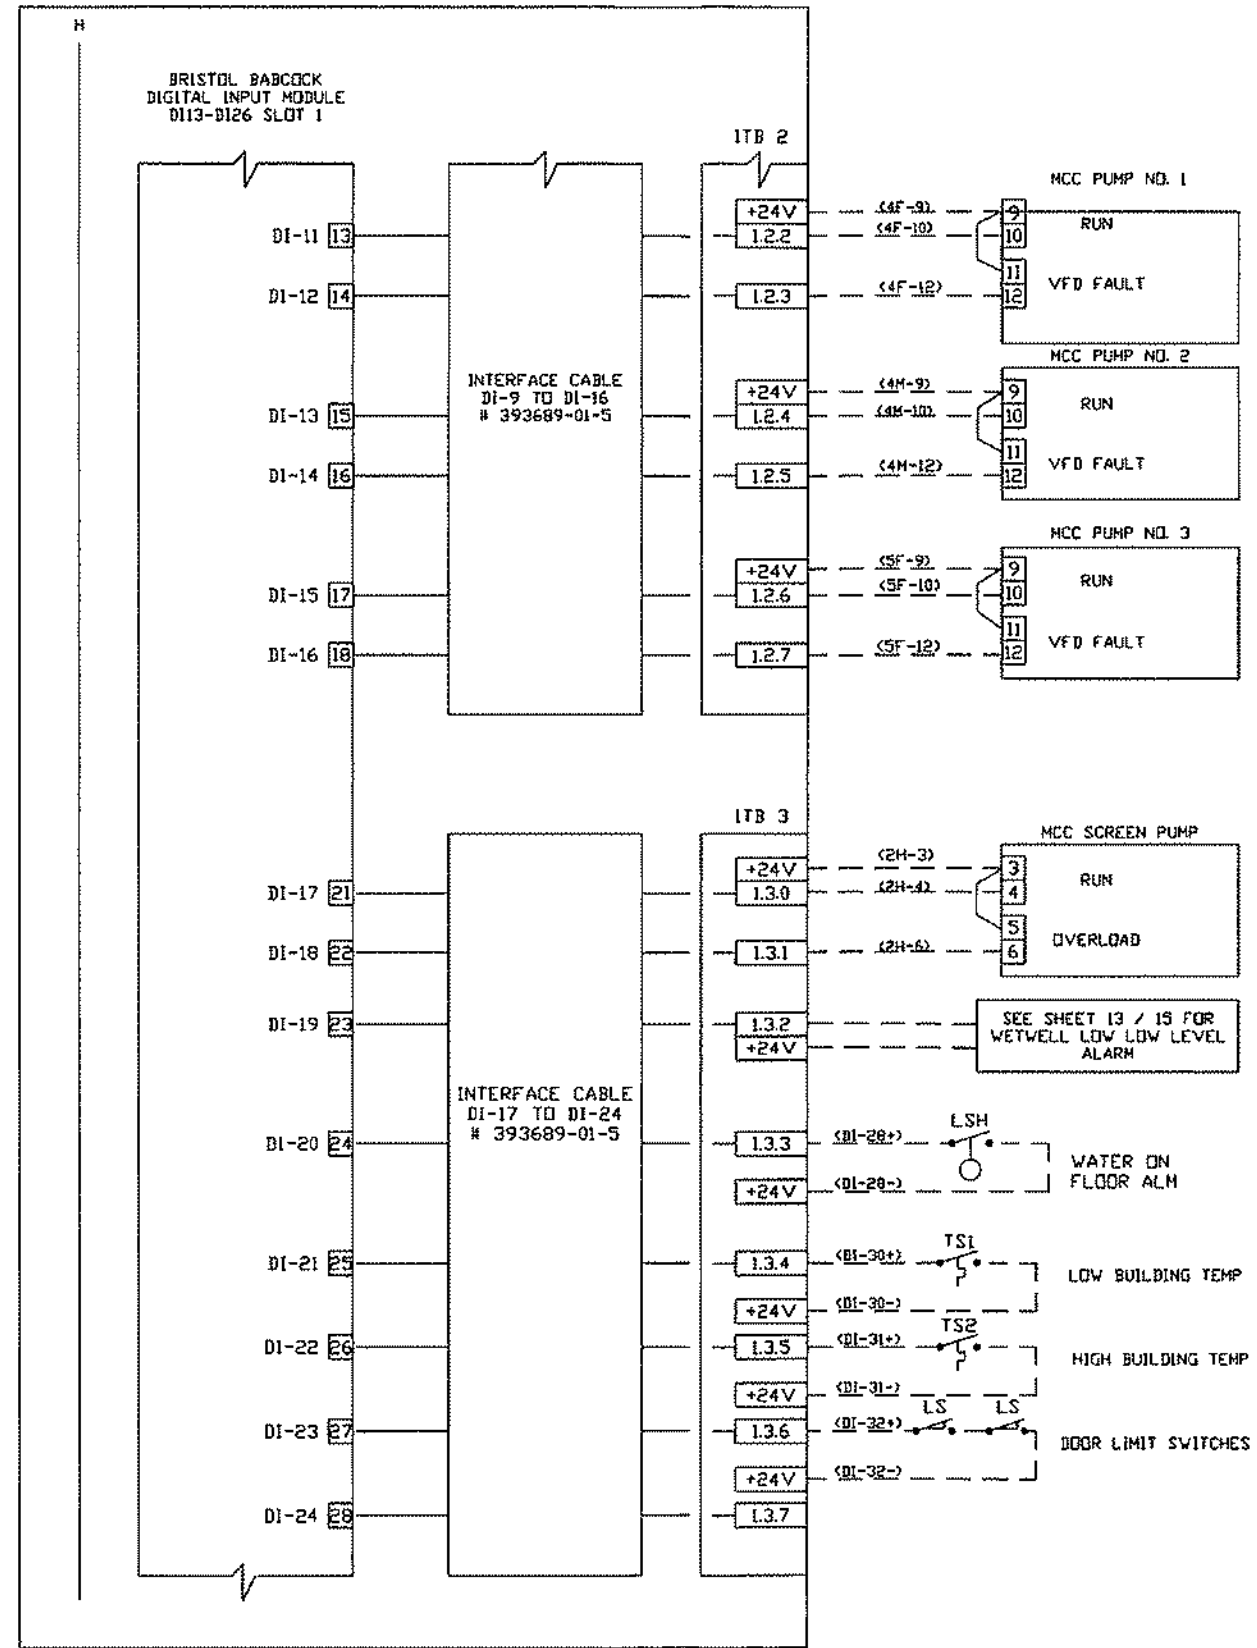 H
BRISTOL BABCOCK
DIGITAL INPUT MODULE
DI13-DI26 SLOT 1
1TB 2
MCC PUMP NO. 1
+24V (4F-9) 9
DI-11 13 1.2.2 (4F-10) 10 RUN
11
DI-12 14 1.2.3 (4F-12) 12 VFD FAULT
MCC PUMP NO. 2
INTERFACE CABLE
DI-9 TO DI-16
# 393689-01-5
+24V (4M-9) 9
DI-13 15 1.2.4 (4M-10) 10 RUN
11
DI-14 16 1.2.5 (4M-12) 12 VFD FAULT
MCC PUMP NO. 3
+24V (5F-9) 9
DI-15 17 1.2.6 (5F-10) 10 RUN
11
DI-16 18 1.2.7 (5F-12) 12 VFD FAULT
1TB 3
MCC SCREEN PUMP
+24V (2H-3) 3
DI-17 21 1.3.0 (2H-4) 4 RUN
5
DI-18 22 1.3.1 (2H-6) 6 OVERLOAD
DI-19 23 1.3.2
+24V
SEE SHEET 13 / 15 FOR
WETWELL LOW LOW LEVEL
ALARM
INTERFACE CABLE
DI-17 TO DI-24
# 393689-01-5
LSH
DI-20 24 1.3.3 (DI-28+)
+24V (DI-28-)
WATER ON
FLOOR ALM
TS1
DI-21 25 1.3.4 (DI-30+)
LOW BUILDING TEMP
+24V (DI-30-)
TS2
DI-22 26 1.3.5 (DI-31+)
HIGH BUILDING TEMP
+24V (DI-31-)
LS LS
DI-23 27 1.3.6 (DI-32+)
DOOR LIMIT SWITCHES
+24V (DI-32-)
DI-24 28 1.3.7